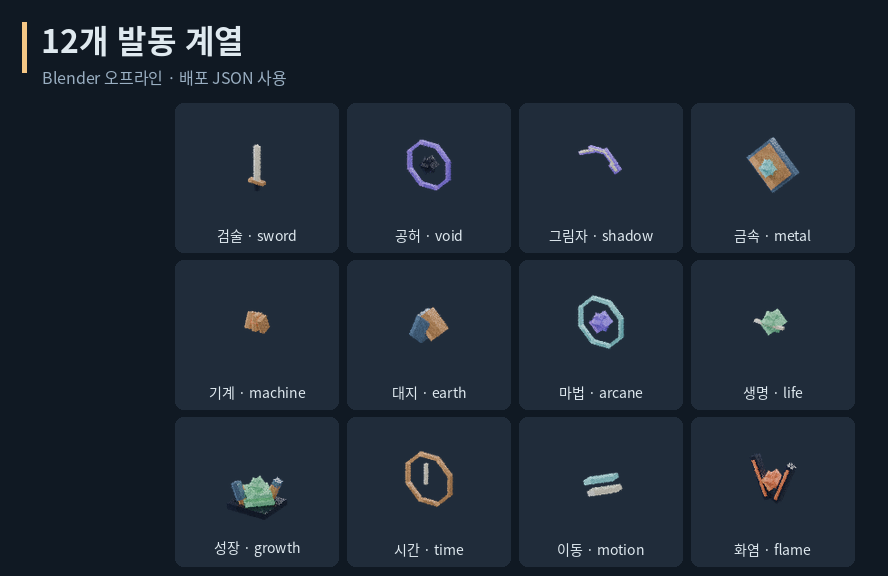 12개 발동 계열
Blender 오프라인 · 배포 JSON 사용
검술 · sword
공허 · void
그림자 · shadow
금속 · metal
기계 · machine
대지 · earth
마법 · arcane
생명 · life
성장 · growth
시간 · time
이동 · motion
화염 · flame